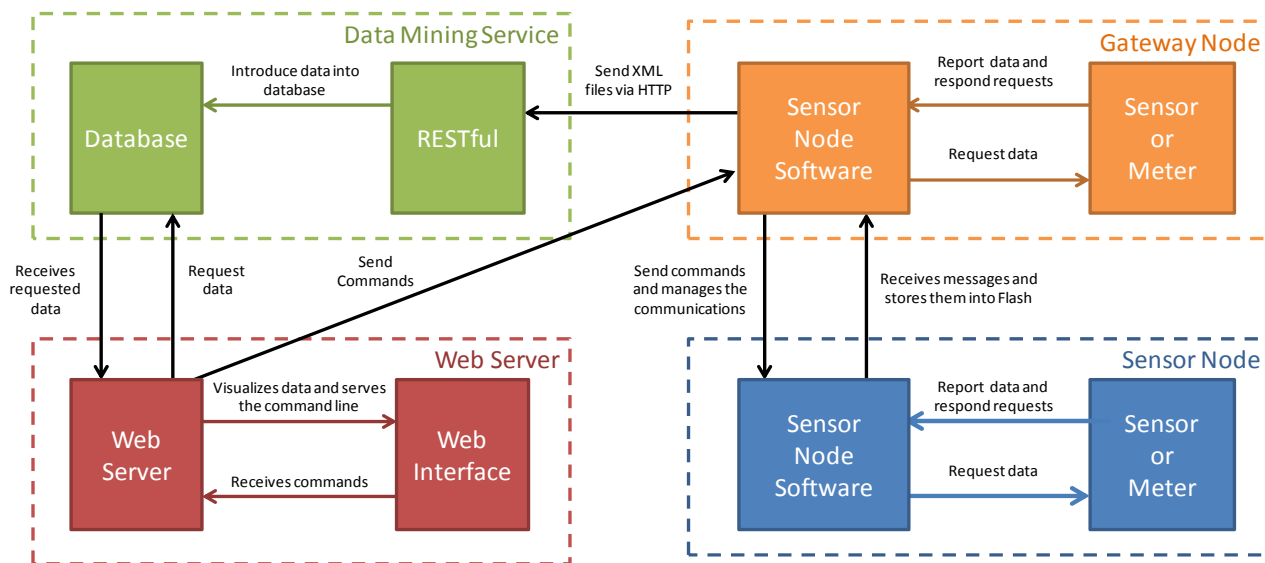 Data Mining Service
Introduce data into
database
Database
RESTful
Send XML
files via HTTP
Gateway Node
Sensor
Node
Software
Report data and
respond requests
Request data
Sensor
or
Meter
Receives
requested
data
Request
data
Send
Commands
Send commands
and manages the
communications
Receives messages and
stores them into Flash
Web Server
Web
Server
Visualizes data and serves
the command line
Receives commands
Web
Interface
Sensor Node
Sensor
Node
Software
Report data and
respond requests
Request data
Sensor
or
Meter